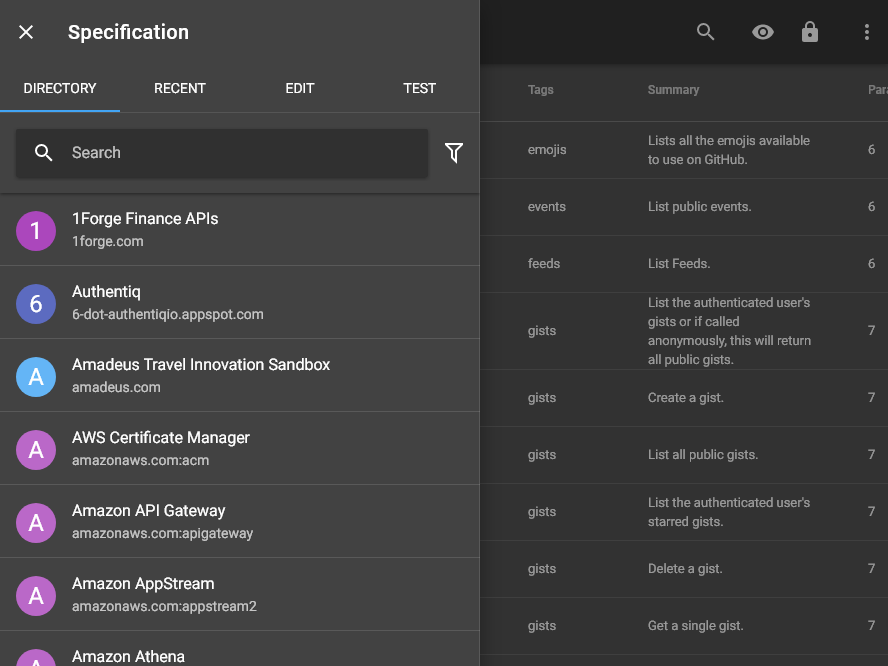 Specification
DIRECTORY RECENT EDIT TEST
Search
1
1Forge Finance APIs
1forge.com
6
Authentiq
6-dot-authentiqio.appspot.com
A
Amadeus Travel Innovation Sandbox
amadeus.com
A
AWS Certificate Manager
amazonaws.com:acm
A
Amazon API Gateway
amazonaws.com:apigateway
A
Amazon AppStream
amazonaws.com:appstream2
A
Amazon Athena
Tags Summary Para
emojis
Lists all the emojis available
to use on GitHub.
6
events List public events. 6
feeds List Feeds. 6
gists
List the authenticated user's
gists or if called
anonymously, this will return
all public gists.
7
gists Create a gist. 7
gists List all public gists. 7
gists
List the authenticated user's
starred gists.
7
gists Delete a gist. 7
gists Get a single gist. 7